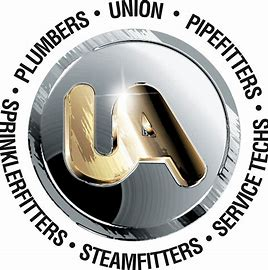 • UNION • PIPEFITTERS • SERVICE TECHS • STEAMFITTERS • SPRINKLERFITTERS • PLUMBERS
UA